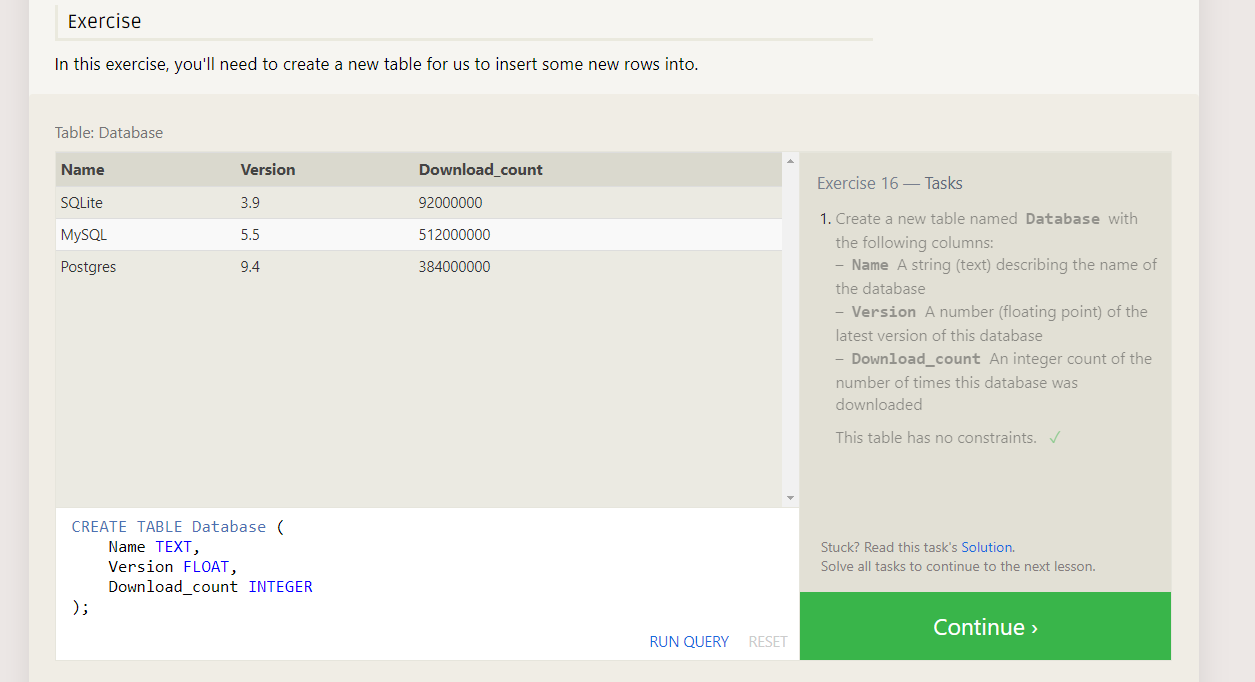 Exercise
In this exercise, you'll need to create a new table for us to insert some new rows into.
Table: Database
Name Version Download_count
SQLite 3.9 92000000
MySQL 5.5 512000000
Postgres 9.4 384000000
CREATE TABLE Database (
    Name TEXT,
    Version FLOAT,
    Download_count INTEGER
);
RUN QUERY RESET
Exercise 16 — Tasks
1. Create a new table named Database with
the following columns:
– Name A string (text) describing the name of
the database
– Version A number (floating point) of the
latest version of this database
– Download_count An integer count of the
number of times this database was
downloaded
This table has no constraints. ✓
Stuck? Read this task's Solution.
Solve all tasks to continue to the next lesson.
Continue ›